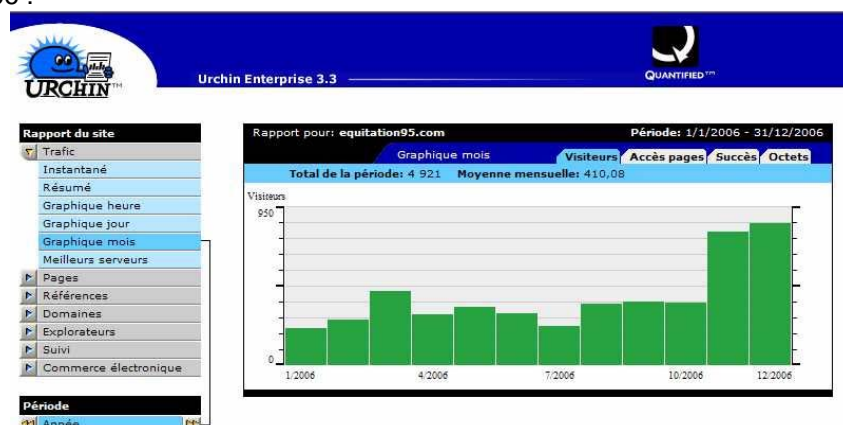 URCHIN™
Urchin Enterprise 3.3
QUANTIFIED™
Rapport du site
Trafic
Instantané
Résumé
Graphique heure
Graphique jour
Graphique mois
Meilleurs serveurs
Pages
Références
Domaines
Explorateurs
Suivi
Commerce électronique
Période
Année
Rapport pour: equitation95.com
Période: 1/1/2006 - 31/12/2006
Graphique mois
Visiteurs Accès pages Succès Octets
Total de la période: 4 921 Moyenne mensuelle: 410,08
Visiteurs
950
0
1/2006 4/2006 7/2006 10/2006 12/2006